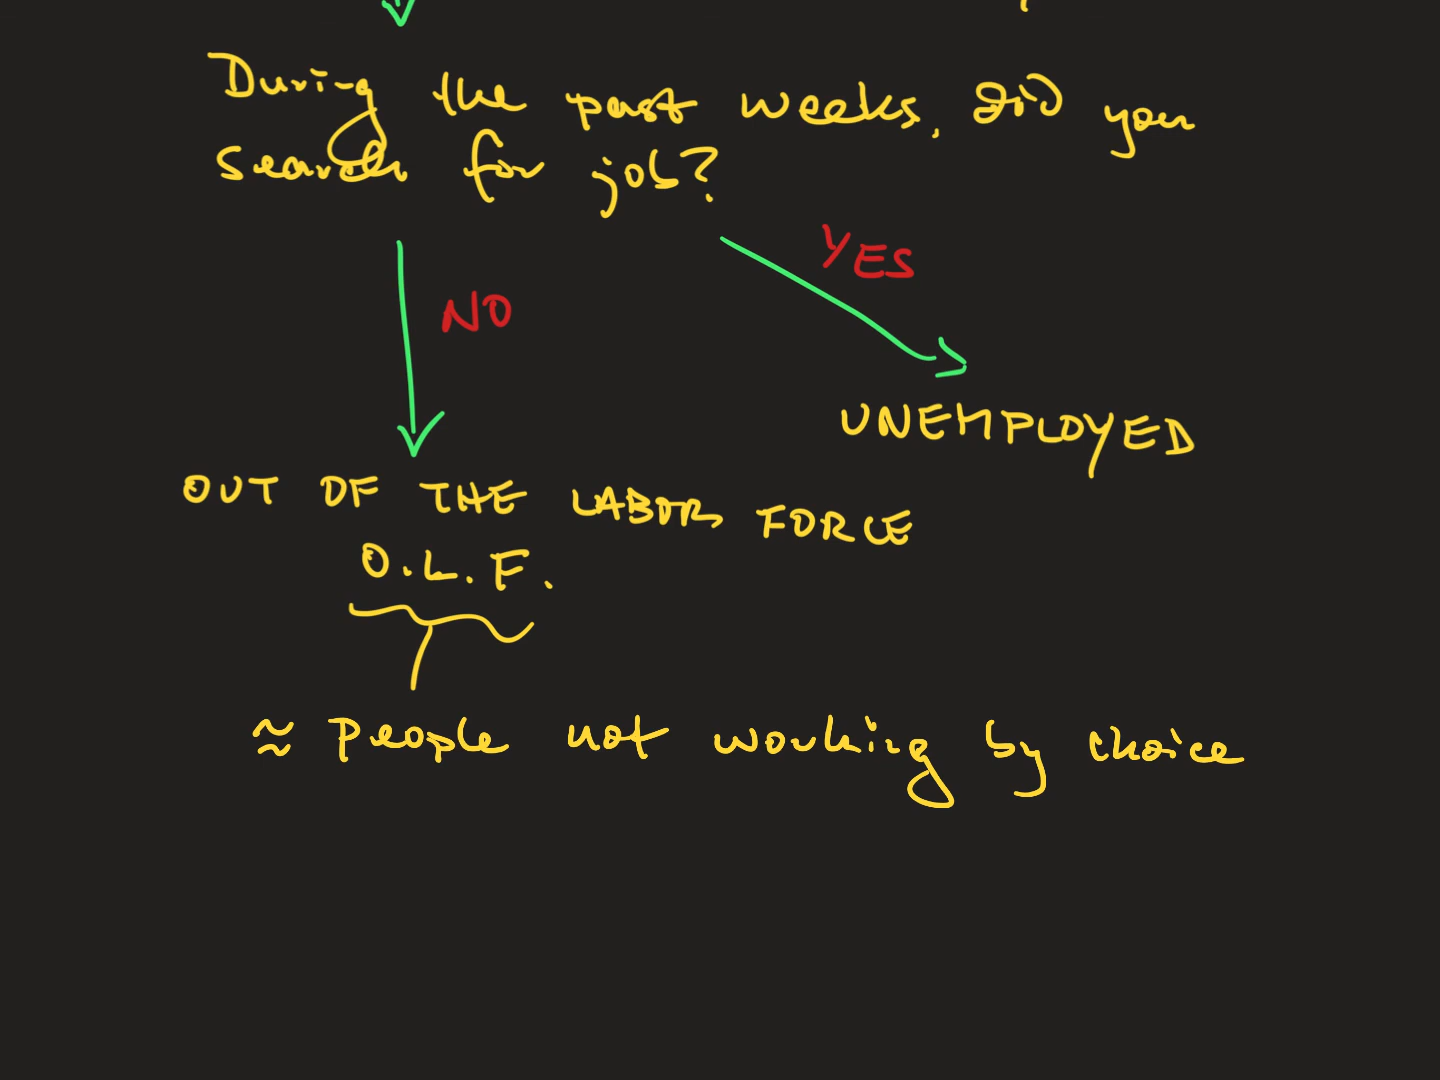 During the past weeks, did you
search for job?
YES
NO
UNEMPLOYED
OUT OF THE LABOR FORCE
O.L.F.
≈ people not working by choice